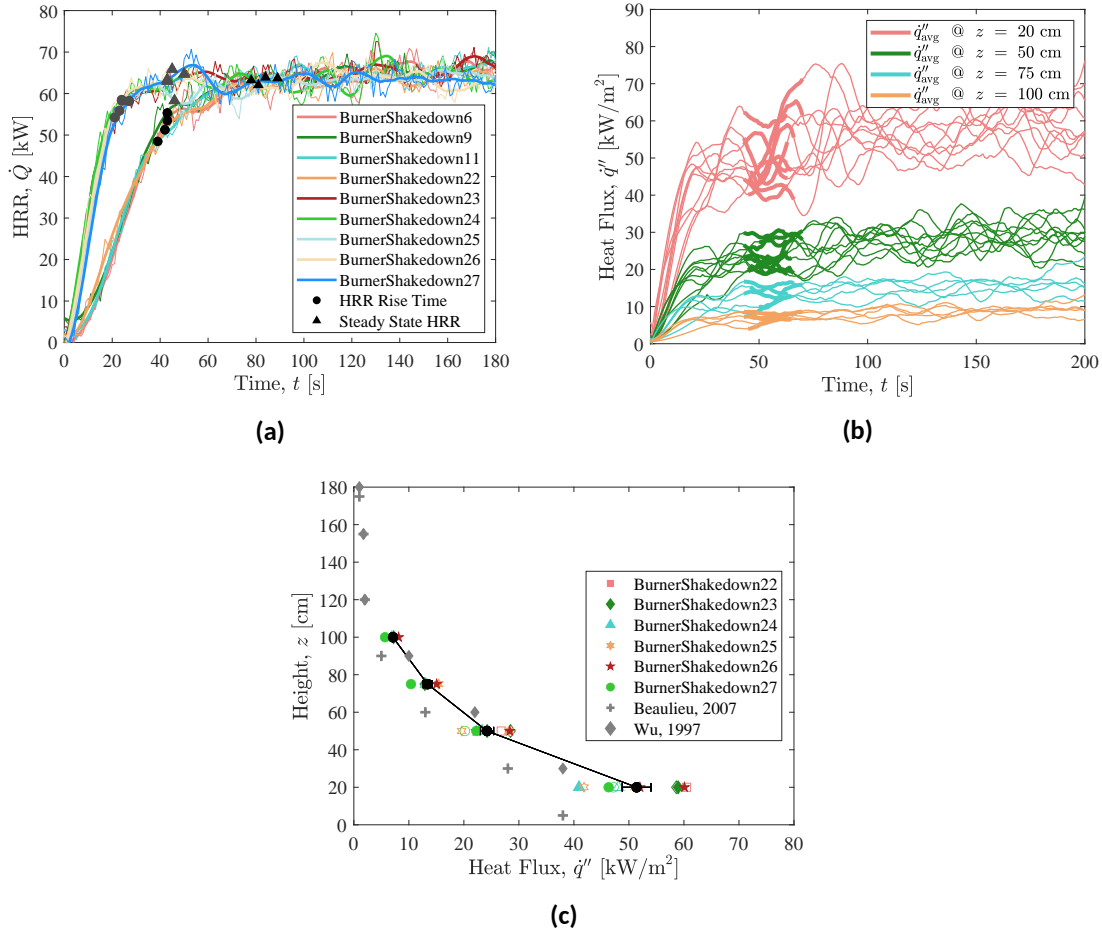 80
70
60
50
40
30
20
10
0
HRR, Q̇ [kW]
0 20 40 60 80 100 120 140 160 180
Time, t [s]
BurnerShakedown6
BurnerShakedown9
BurnerShakedown11
BurnerShakedown22
BurnerShakedown23
BurnerShakedown24
BurnerShakedown25
BurnerShakedown26
BurnerShakedown27
HRR Rise Time
Steady State HRR
(a)
90
80
70
60
50
40
30
20
10
0
Heat Flux, q̇″ [kW/m²]
0 50 100 150 200
Time, t [s]
q̇″avg @ z = 20 cm
q̇″avg @ z = 50 cm
q̇″avg @ z = 75 cm
q̇″avg @ z = 100 cm
(b)
180
160
140
120
100
80
60
40
20
0
Height, z [cm]
0 10 20 30 40 50 60 70 80
Heat Flux, q̇″ [kW/m²]
BurnerShakedown22
BurnerShakedown23
BurnerShakedown24
BurnerShakedown25
BurnerShakedown26
BurnerShakedown27
Beaulieu, 2007
Wu, 1997
(c)